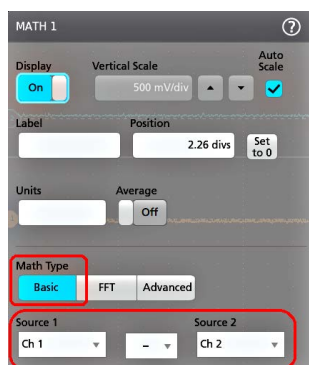 MATH 1 ?
Display Vertical Scale Auto Scale
On 500 mV/div
Label Position
2.26 divs Set to 0
Units Average
Off
Math Type
Basic FFT Advanced
Source 1 Source 2
Ch 1 - Ch 2